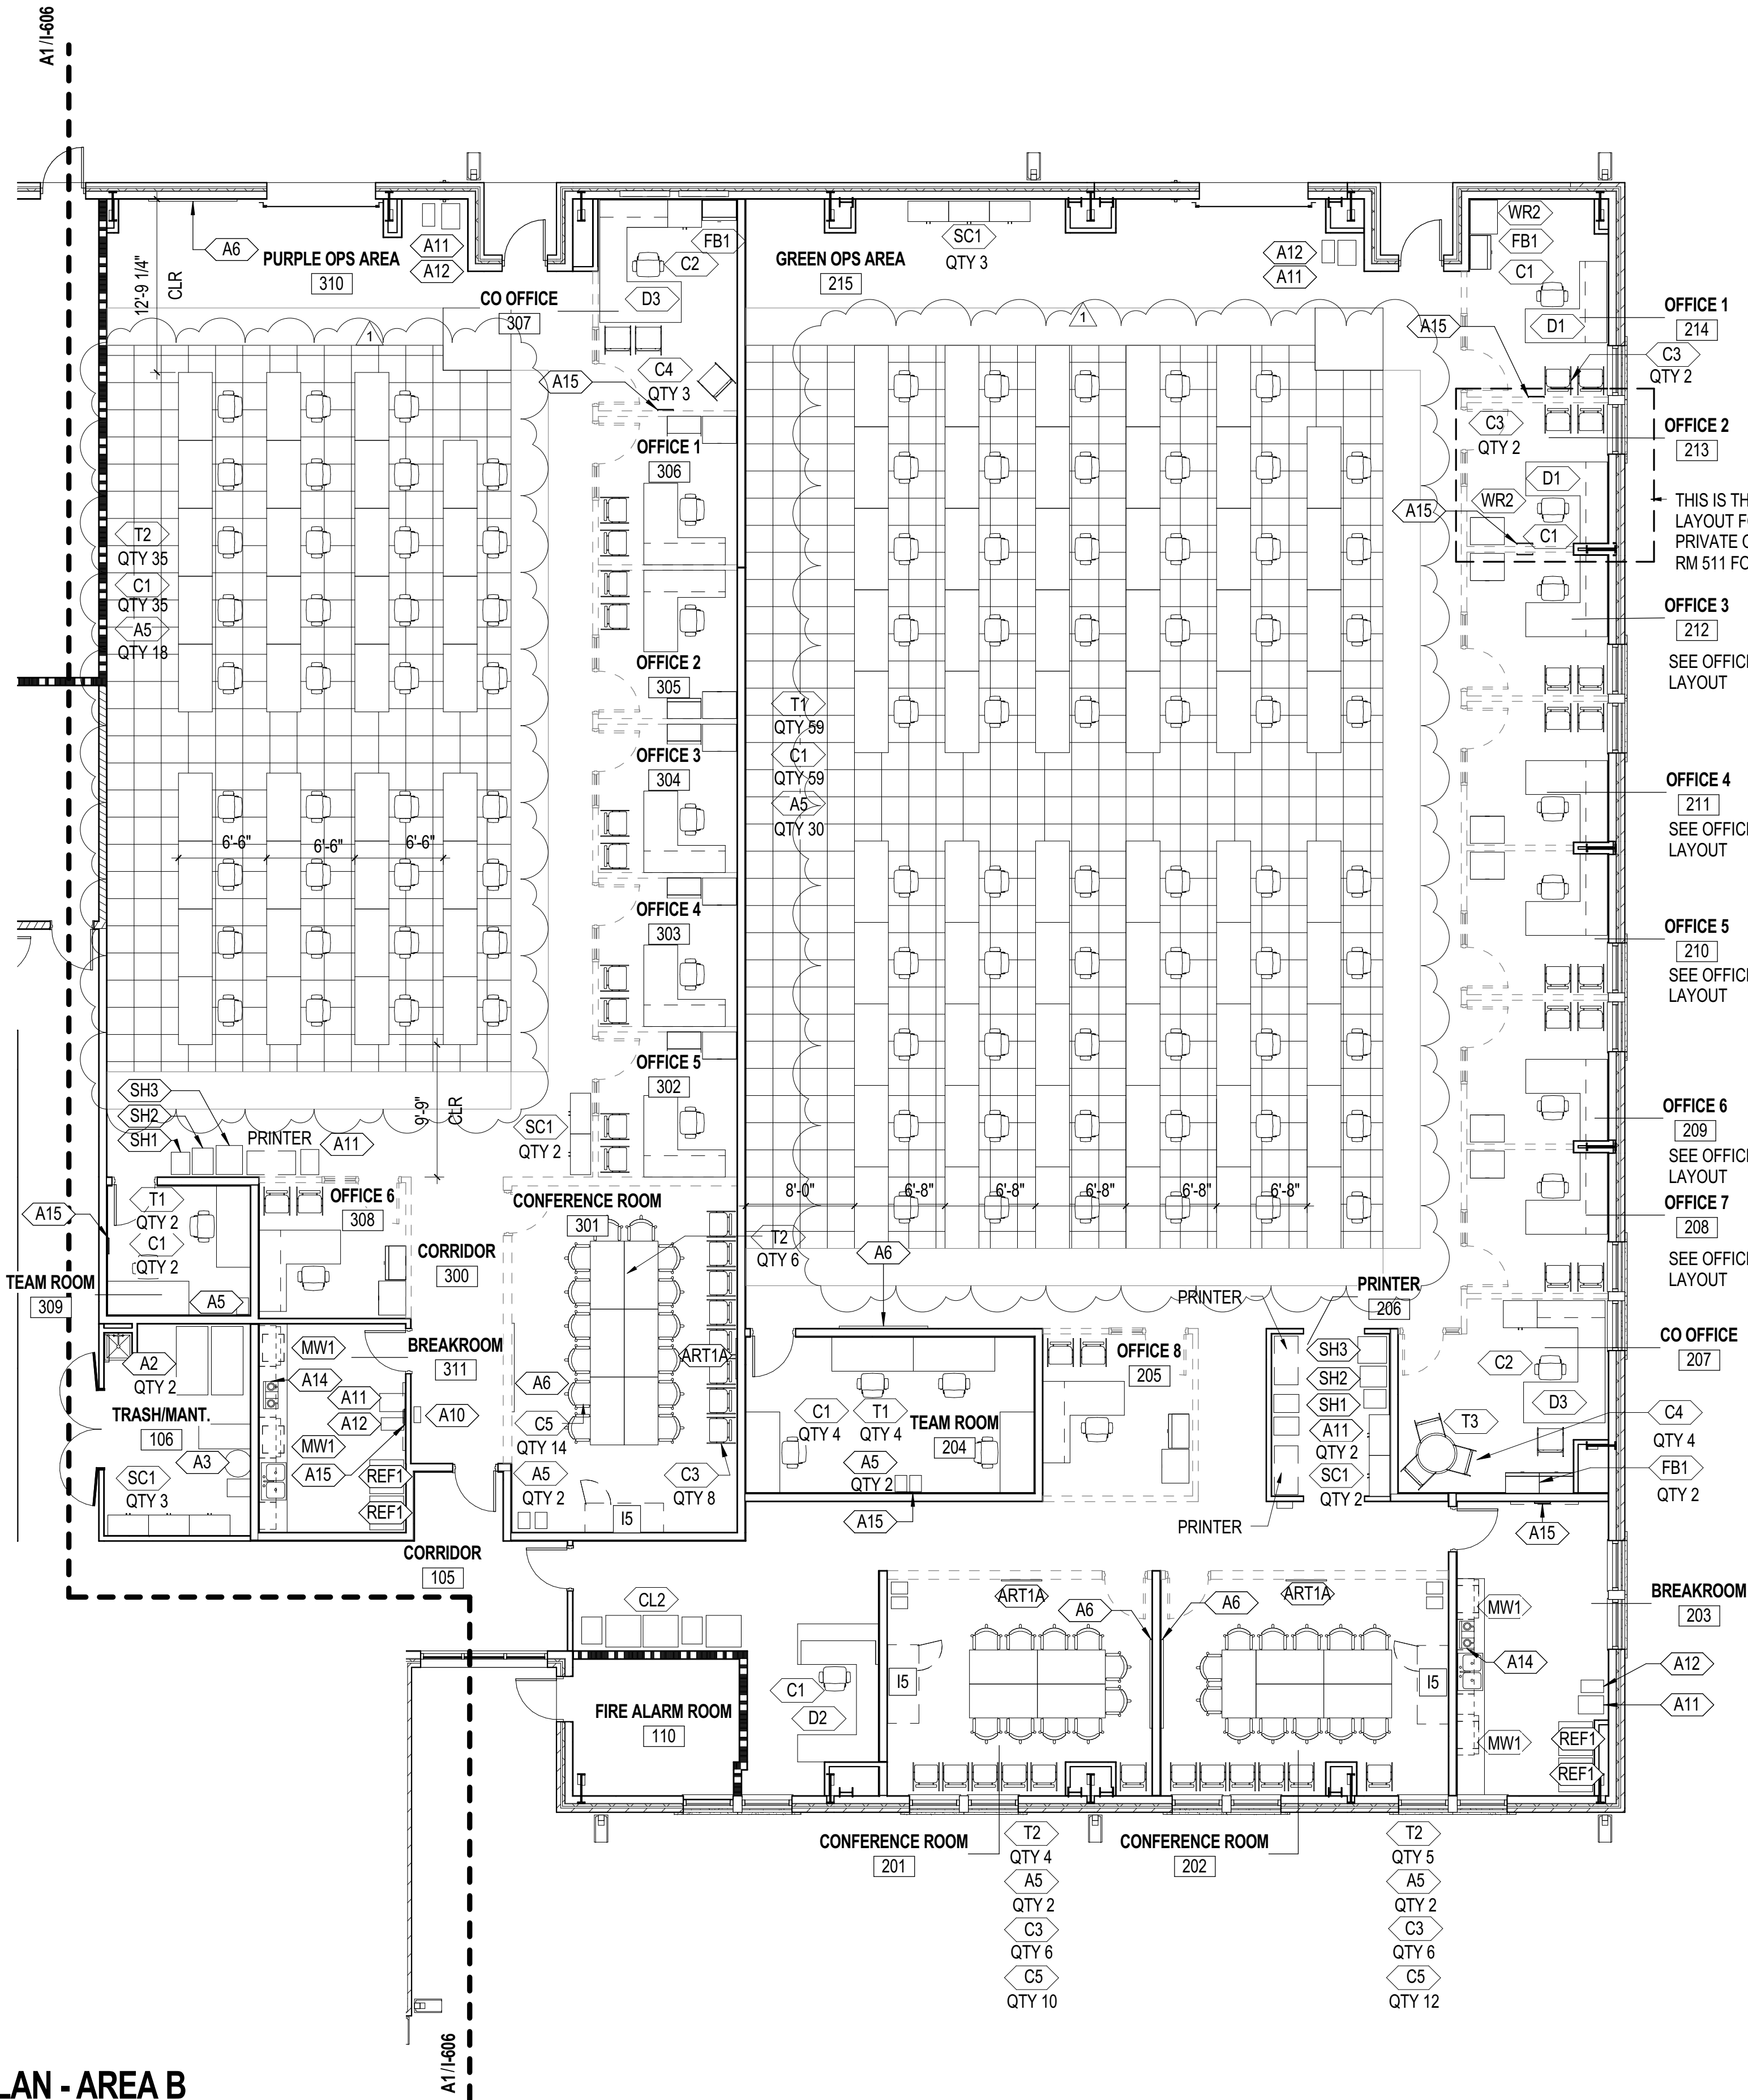 A1/I-606
A6
PURPLE OPS AREA
310
A11
A12
12'-9 1/4"
CLR
FB1
C2
D3
CO OFFICE
307
C4
QTY 3
A15
1
GREEN OPS AREA
215
SC1
QTY 3
A12
A11
1
WR2
FB1
C1
D1
OFFICE 1
214
A15
C3
QTY 2
C3
QTY 2
OFFICE 2
213
D1
WR2
A15
C1
THIS IS TH
LAYOUT F
PRIVATE
RM 511 FO
OFFICE 3
212
SEE OFFIC
LAYOUT
OFFICE 4
211
SEE OFFIC
LAYOUT
OFFICE 5
210
SEE OFFIC
LAYOUT
OFFICE 6
209
SEE OFFIC
LAYOUT
OFFICE 7
208
SEE OFFIC
LAYOUT
T2
QTY 35
C1
QTY 35
A5
QTY 18
OFFICE 1
306
OFFICE 2
305
OFFICE 3
304
OFFICE 4
303
OFFICE 5
302
T1
QTY 59
C1
QTY 59
A5
QTY 30
6'-6"
6'-6"
6'-6"
9'-9"
CLR
8'-0"
6'-8"
6'-8"
6'-8"
6'-8"
6'-8"
SH3
SH2
SH1
PRINTER
A11
SC1
QTY 2
A15
T1
QTY 2
C1
QTY 2
A5
TEAM ROOM
309
OFFICE 6
308
CORRIDOR
300
CONFERENCE ROOM
301
T2
QTY 6
A6
PRINTER
PRINTER
206
CO OFFICE
207
C2
D3
T3
C4
QTY 4
FB1
QTY 2
A15
A2
QTY 2
TRASH/MANT.
106
A3
SC1
QTY 3
MW1
A14
A11
A12
MW1
A15
REF1
REF1
BREAKROOM
311
A10
A6
C5
QTY 14
A5
QTY 2
ART1A
C3
QTY 8
I5
C1
QTY 4
T1
QTY 4
TEAM ROOM
204
A5
QTY 2
A15
OFFICE 8
205
SH3
SH2
SH1
A11
QTY 2
SC1
QTY 2
PRINTER
CORRIDOR
105
CL2
FIRE ALARM ROOM
110
C1
D2
ART1A
A6
I5
A6
ART1A
I5
MW1
A14
MW1
BREAKROOM
203
A12
A11
REF1
REF1
CONFERENCE ROOM
201
T2
QTY 4
A5
QTY 2
C3
QTY 6
C5
QTY 10
CONFERENCE ROOM
202
T2
QTY 5
A5
QTY 2
C3
QTY 6
C5
QTY 12
A1/I-606
LAN - AREA B